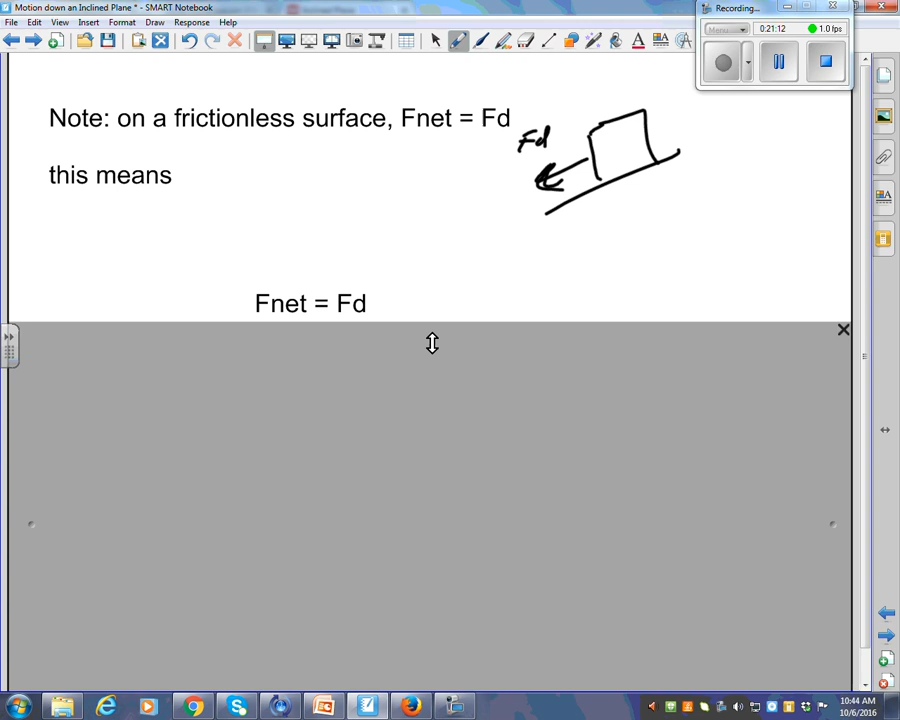 Motion down an Inclined Plane * - SMART Notebook
Recording...
File Edit View Insert Format Draw Response Help
Menu... 0:21:12 1.0 fps
Note: on a frictionless surface, Fnet = Fd
Fd
this means
Fnet = Fd
10:44 AM
10/6/2016